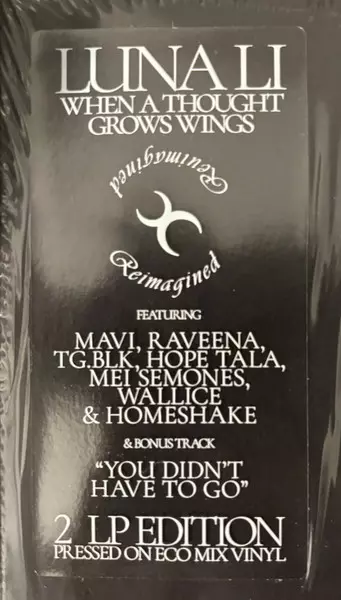 LUNA LI
WHEN A THOUGHT
GROWS WINGS
Reimagined
Reimagined
FEATURING
MAVI, RAVEENA,
TG.BLK, HOPE TALA,
MEI SEMONES,
WALLICE
& HOMESHAKE
& BONUS TRACK
"YOU DIDN'T
HAVE TO GO"
2 LP EDITION
PRESSED ON ECO MIX VINYL